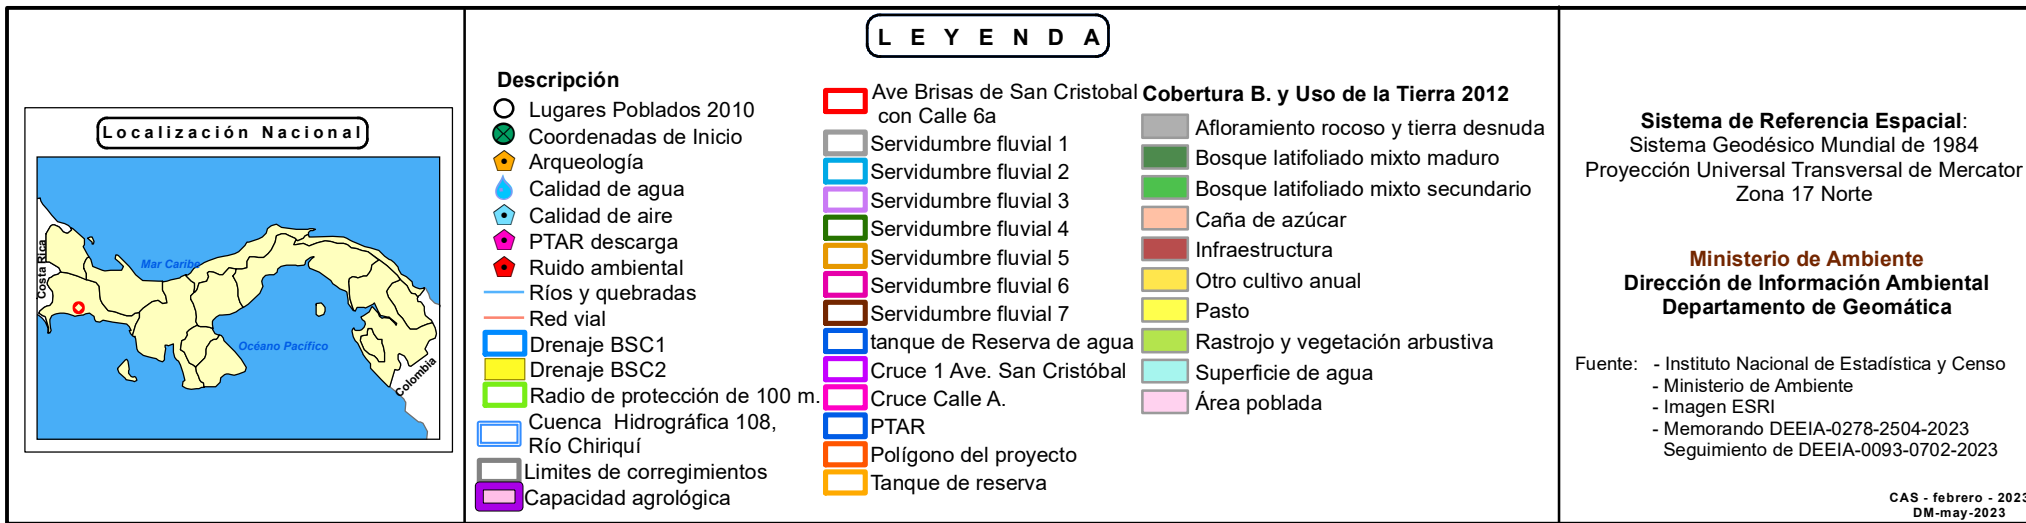 Localización Nacional
Costa Rica
Mar Caribe
Océano Pacífico
Colombia
LEYENDA
Descripción
Lugares Poblados 2010
Coordenadas de Inicio
Arqueología
Calidad de agua
Calidad de aire
PTAR descarga
Ruido ambiental
Ríos y quebradas
Red vial
Drenaje BSC1
Drenaje BSC2
Radio de protección de 100 m.
Cuenca Hidrográfica 108,
Río Chiriquí
Limites de corregimientos
Capacidad agrológica
Ave Brisas de San Cristobal
con Calle 6a
Servidumbre fluvial 1
Servidumbre fluvial 2
Servidumbre fluvial 3
Servidumbre fluvial 4
Servidumbre fluvial 5
Servidumbre fluvial 6
Servidumbre fluvial 7
tanque de Reserva de agua
Cruce 1 Ave. San Cristóbal
Cruce Calle A.
PTAR
Polígono del proyecto
Tanque de reserva
Cobertura B. y Uso de la Tierra 2012
Afloramiento rocoso y tierra desnuda
Bosque latifoliado mixto maduro
Bosque latifoliado mixto secundario
Caña de azúcar
Infraestructura
Otro cultivo anual
Pasto
Rastrojo y vegetación arbustiva
Superficie de agua
Área poblada
Sistema de Referencia Espacial:
Sistema Geodésico Mundial de 1984
Proyección Universal Transversal de Mercator
Zona 17 Norte
Ministerio de Ambiente
Dirección de Información Ambiental
Departamento de Geomática
Fuente: - Instituto Nacional de Estadística y Censo
- Ministerio de Ambiente
- Imagen ESRI
- Memorando DEEIA-0278-2504-2023
Seguimiento de DEEIA-0093-0702-2023
CAS - febrero - 2023
DM-may-2023